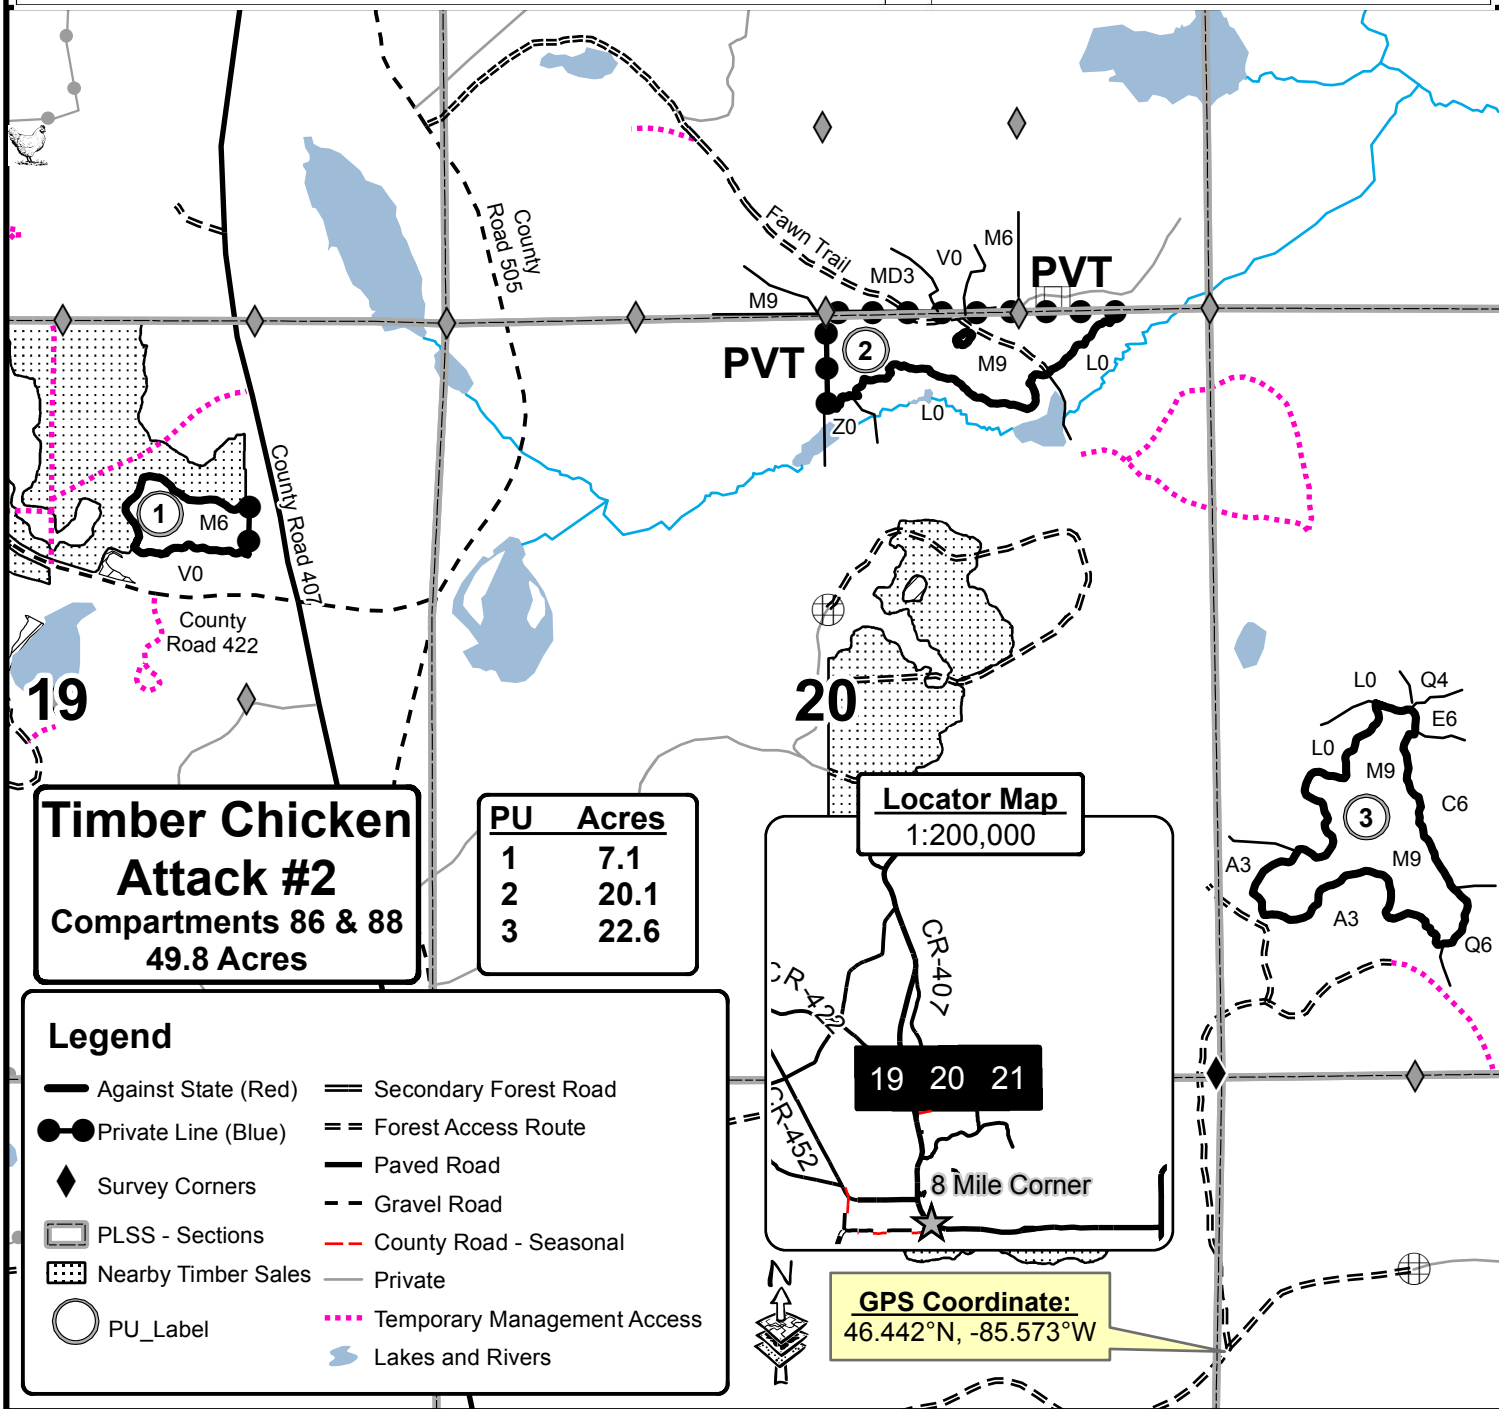 County
Road 505
Fawn Trail
MD3
V0
M6
PVT
M9
PVT
2
M9
L0
Z0
L0
1
M6
V0
County Road 407
County
Road 422
19
20
L0
Q4
E6
L0
M9
C6
3
A3
M9
A3
Q6
Timber Chicken
Attack #2
Compartments 86 & 88
49.8 Acres
PU Acres
1 7.1
2 20.1
3 22.6
Locator Map
1:200,000
CR-407
CR-422
19 20 21
CR-452
8 Mile Corner
Legend
Against State (Red)
Private Line (Blue)
Survey Corners
PLSS - Sections
Nearby Timber Sales
PU_Label
Secondary Forest Road
Forest Access Route
Paved Road
Gravel Road
County Road - Seasonal
Private
Temporary Management Access
Lakes and Rivers
N
GPS Coordinate:
46.442°N, -85.573°W